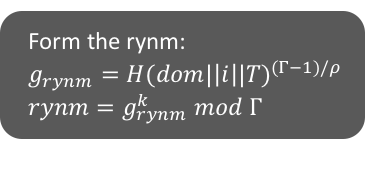 Form the rynm:
g_{rynm} = H(dom||i||T)^{(Γ−1)/ρ}
rynm = g_{rynm}^{k} mod Γ